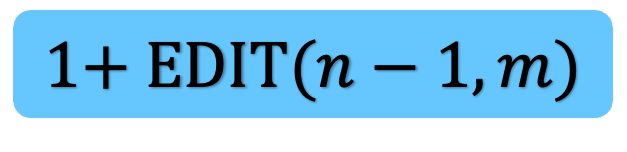 1+ EDIT(n − 1, m)